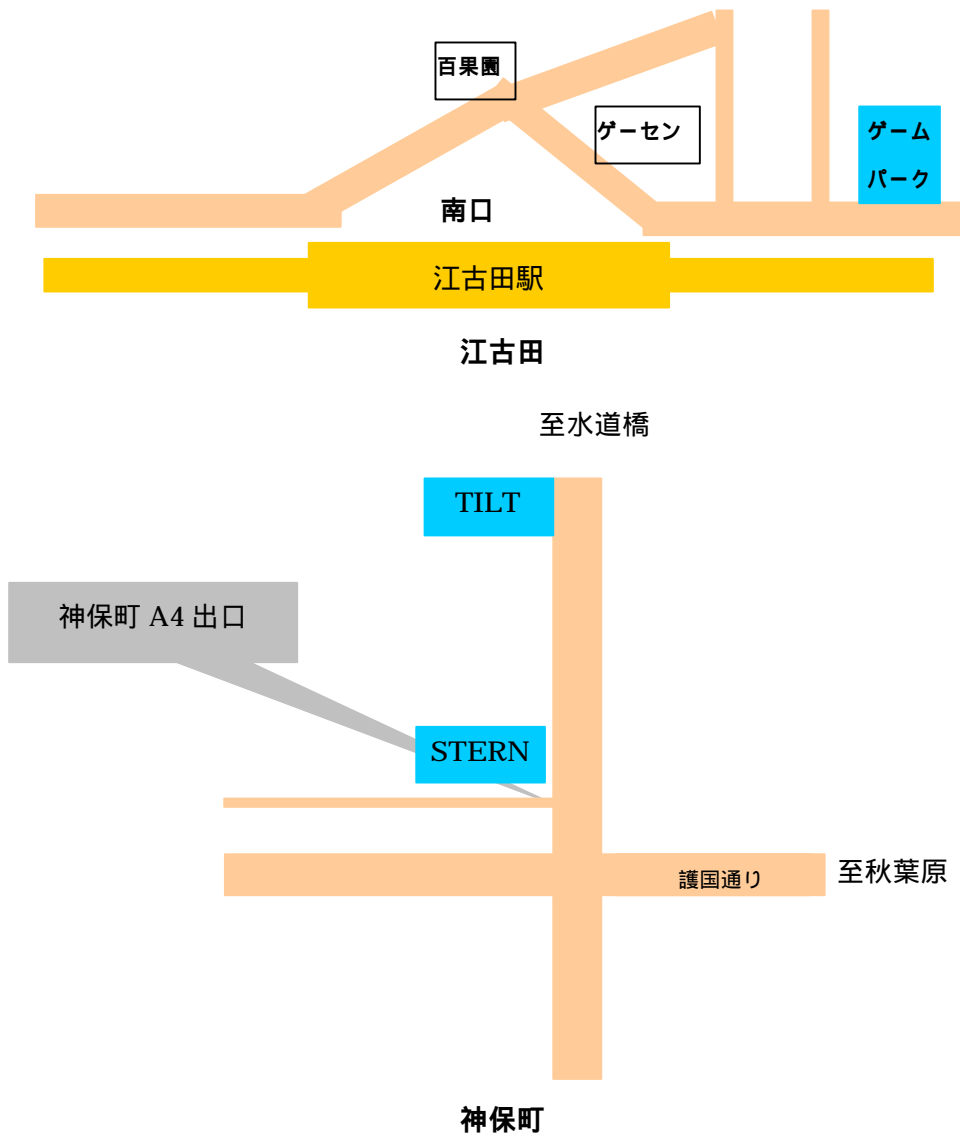 百果園
ゲーセン
ゲーム
パーク
南口
江古田駅
江古田
至水道橋
TILT
神保町 A4 出口
STERN
護国通り
至秋葉原
神保町